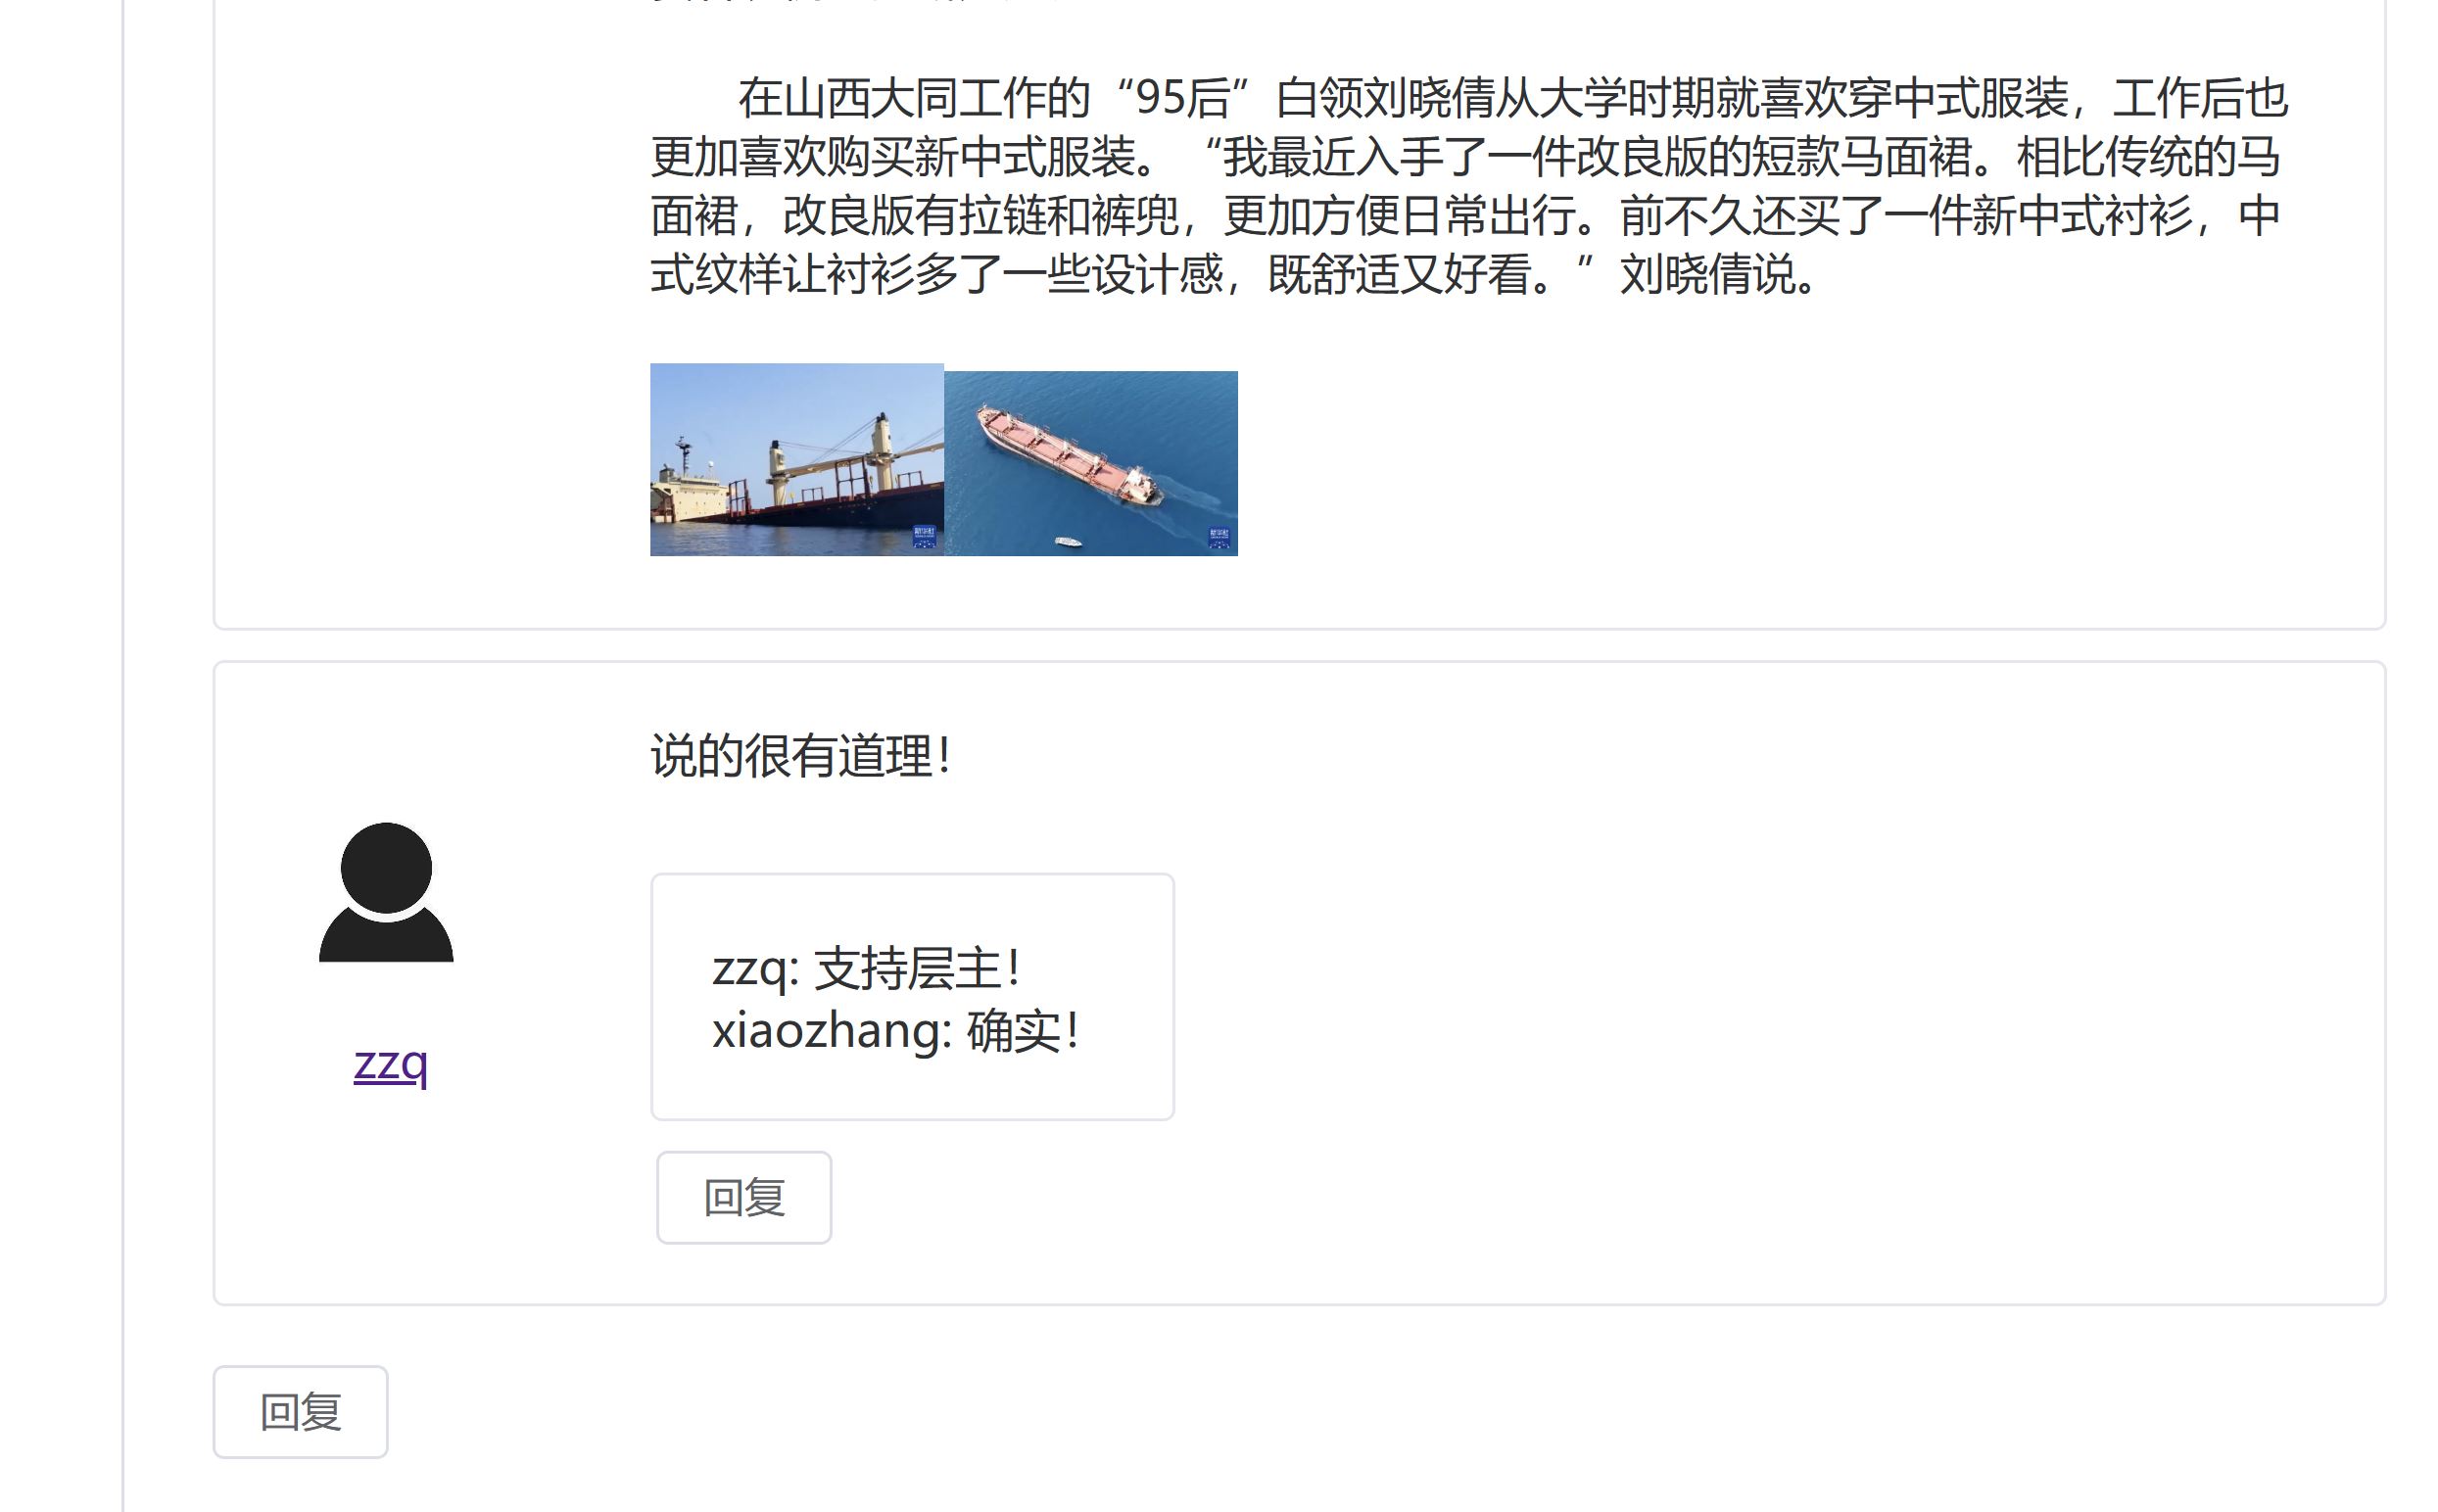 在山西大同工作的“95后”白领刘晓倩从大学时期就喜欢穿中式服装，工作后也
更加喜欢购买新中式服装。“我最近入手了一件改良版的短款马面裙。相比传统的马
面裙，改良版有拉链和裤兜，更加方便日常出行。前不久还买了一件新中式衬衫，中
式纹样让衬衫多了一些设计感，既舒适又好看。”刘晓倩说。
新华社
新华社
说的很有道理！
zzq: 支持层主！
xiaozhang: 确实！
zzq
回复
回复